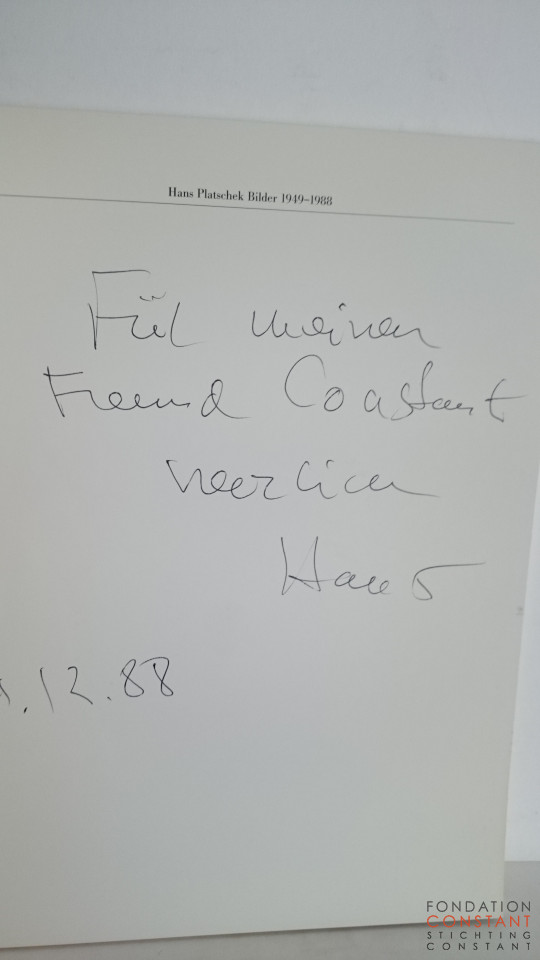 Hans Platschek Bilder 1949–1988
Für meinen
Freund Constant
herzlich
Hans
.12.88
FONDATION
CONSTANT
STICHTING
CONSTANT